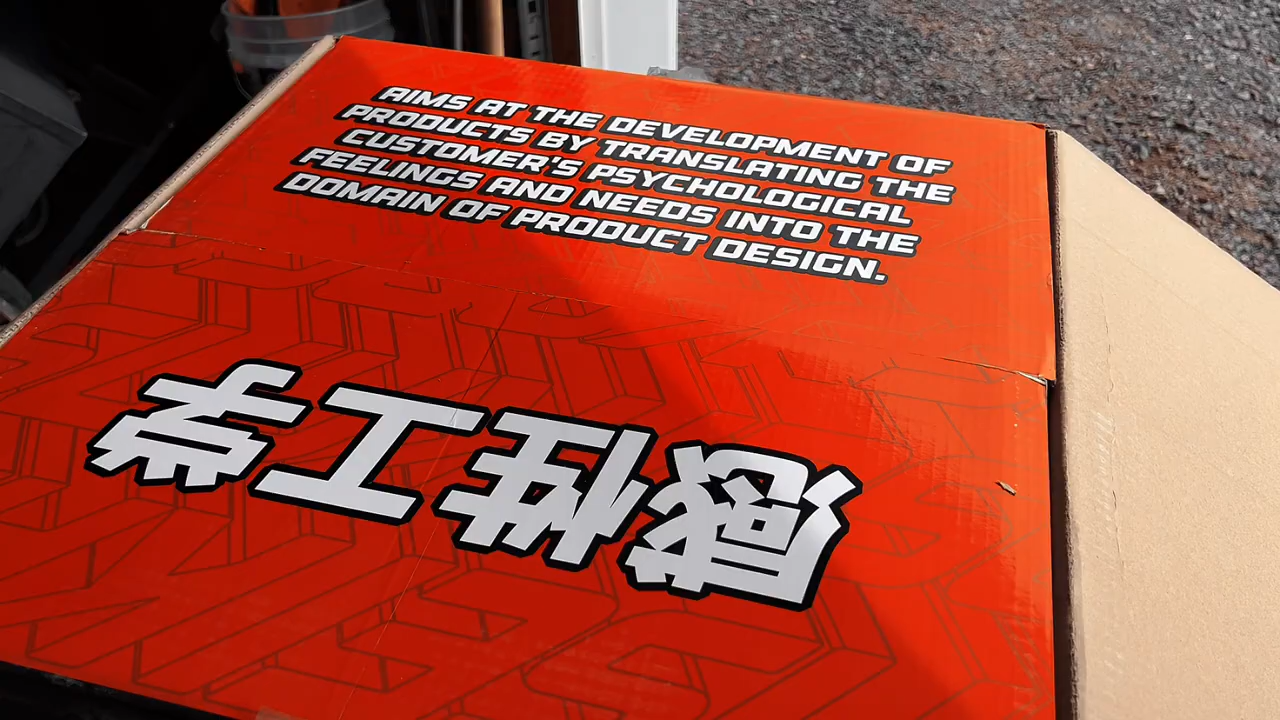 AIMS AT THE DEVELOPMENT OF
PRODUCTS BY TRANSLATING THE
CUSTOMER'S PSYCHOLOGICAL
FEELINGS AND NEEDS INTO THE
DOMAIN OF PRODUCT DESIGN.
感性工学